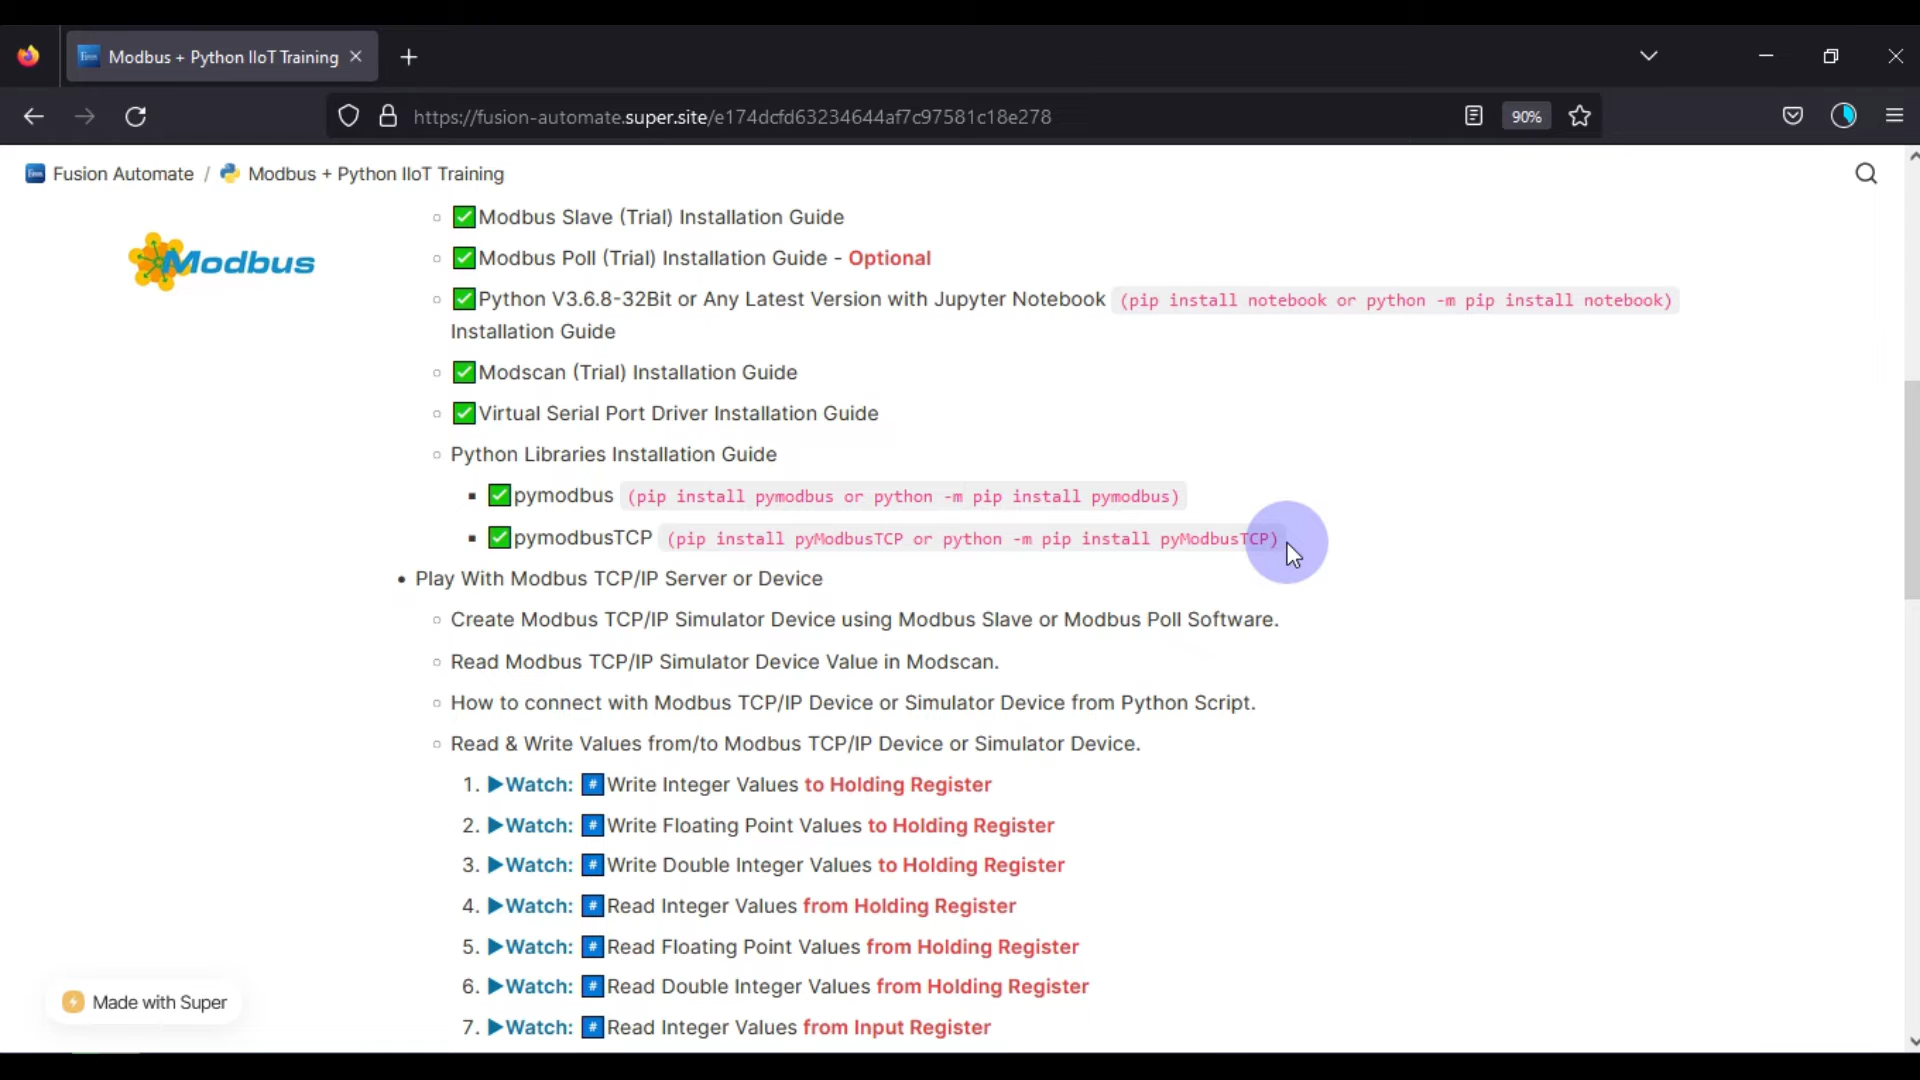 Modbus + Python IIoT Training
https://fusion-automate.super.site/e174dcfd63234644af7c97581c18e278
90%
Fusion Automate / Modbus + Python IIoT Training
Modbus
Modbus Slave (Trial) Installation Guide
Modbus Poll (Trial) Installation Guide - Optional
Python V3.6.8-32Bit or Any Latest Version with Jupyter Notebook (pip install notebook or python -m pip install notebook)
Installation Guide
Modscan (Trial) Installation Guide
Virtual Serial Port Driver Installation Guide
Python Libraries Installation Guide
pymodbus (pip install pymodbus or python -m pip install pymodbus)
pymodbusTCP (pip install pyModbusTCP or python -m pip install pyModbusTCP)
Play With Modbus TCP/IP Server or Device
Create Modbus TCP/IP Simulator Device using Modbus Slave or Modbus Poll Software.
Read Modbus TCP/IP Simulator Device Value in Modscan.
How to connect with Modbus TCP/IP Device or Simulator Device from Python Script.
Read & Write Values from/to Modbus TCP/IP Device or Simulator Device.
1. ▶Watch: #Write Integer Values to Holding Register
2. ▶Watch: #Write Floating Point Values to Holding Register
3. ▶Watch: #Write Double Integer Values to Holding Register
4. ▶Watch: #Read Integer Values from Holding Register
5. ▶Watch: #Read Floating Point Values from Holding Register
6. ▶Watch: #Read Double Integer Values from Holding Register
7. ▶Watch: #Read Integer Values from Input Register
Made with Super